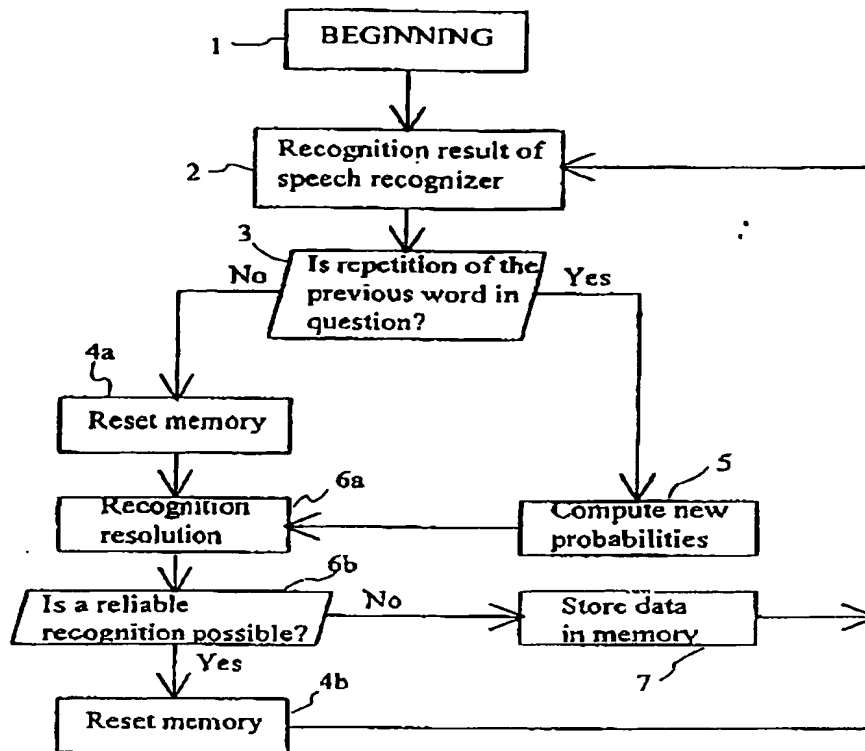 1
BEGINNING
2
Recognition result of
speech recognizer
3
Is repetition of the
previous word in
question?
No
Yes
4a
Reset memory
6a
Recognition
resolution
5
Compute new
probabilities
6b
Is a reliable
recognition possible?
No
Store data
in memory
7
Yes
4b
Reset memory